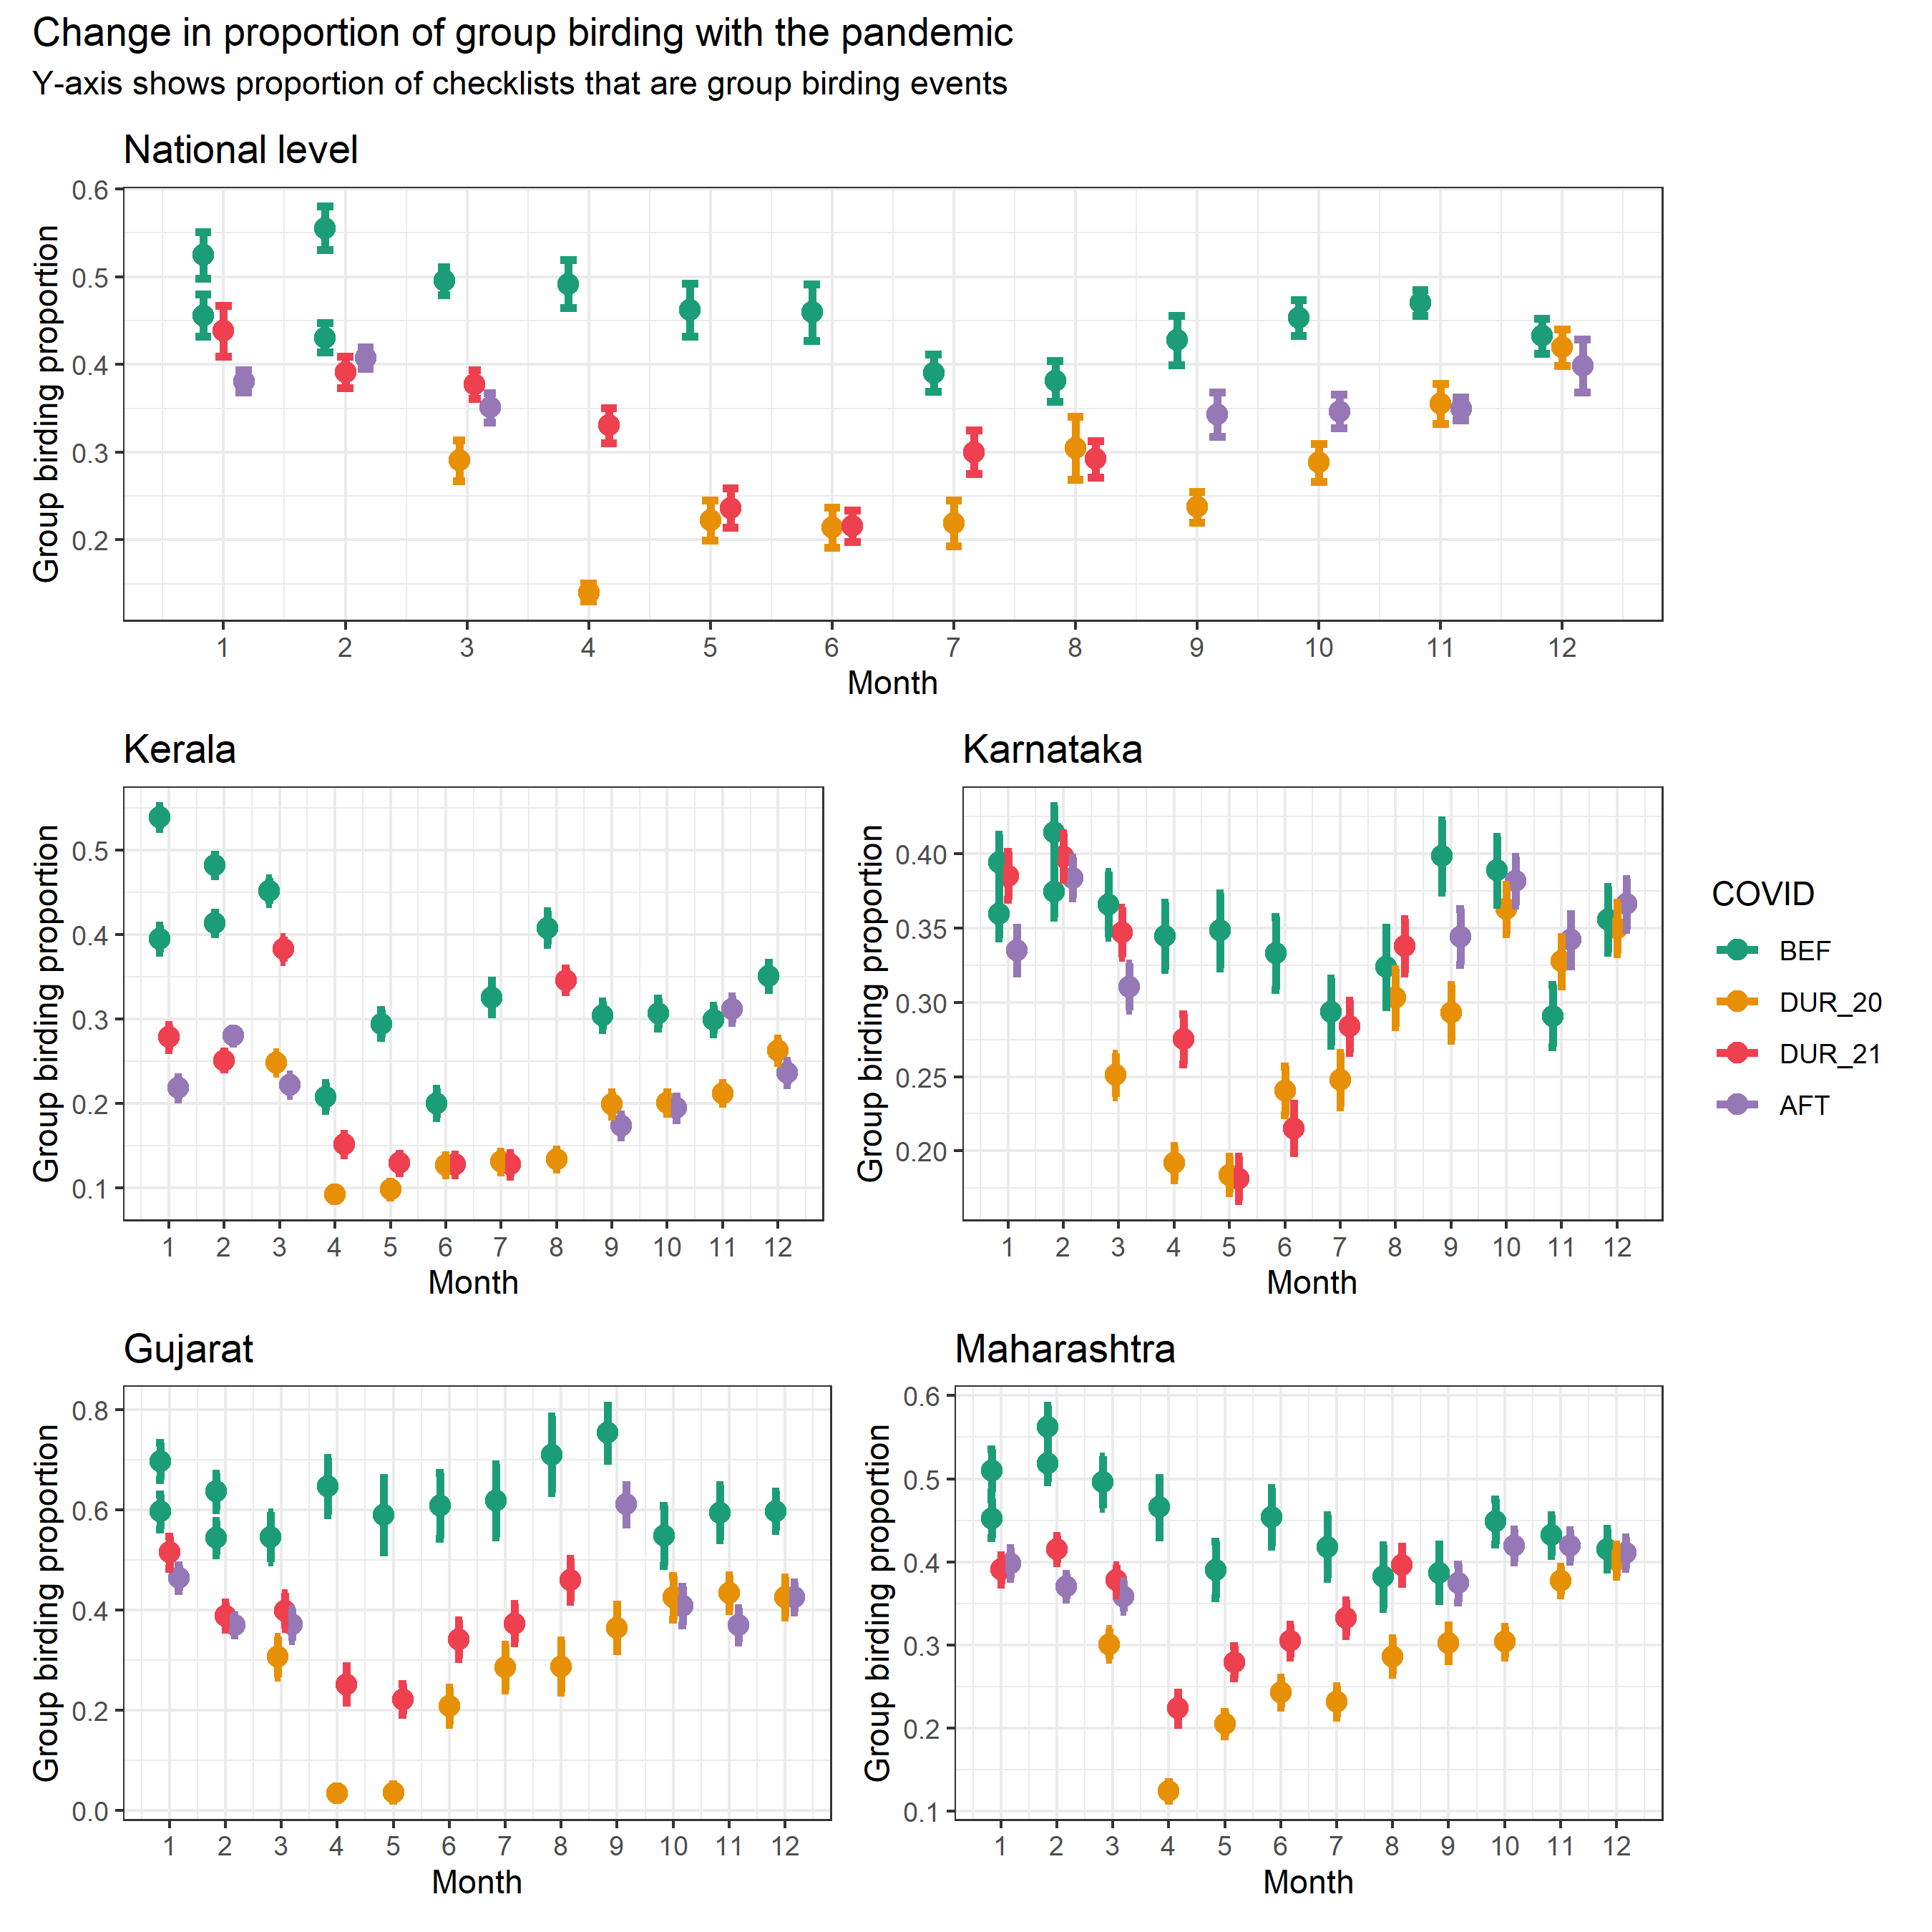 Change in proportion of group birding with the pandemic
Y-axis shows proportion of checklists that are group birding events
National level
Group birding proportion
0.6
0.5
0.4
0.3
0.2
1 2 3 4 5 6 7 8 9 10 11 12
Month
Kerala
Group birding proportion
0.5
0.4
0.3
0.2
0.1
1 2 3 4 5 6 7 8 9 10 11 12
Month
Karnataka
Group birding proportion
0.40
0.35
0.30
0.25
0.20
1 2 3 4 5 6 7 8 9 10 11 12
Month
COVID
BEF
DUR_20
DUR_21
AFT
Gujarat
Group birding proportion
0.8
0.6
0.4
0.2
0.0
1 2 3 4 5 6 7 8 9 10 11 12
Month
Maharashtra
Group birding proportion
0.6
0.5
0.4
0.3
0.2
0.1
1 2 3 4 5 6 7 8 9 10 11 12
Month